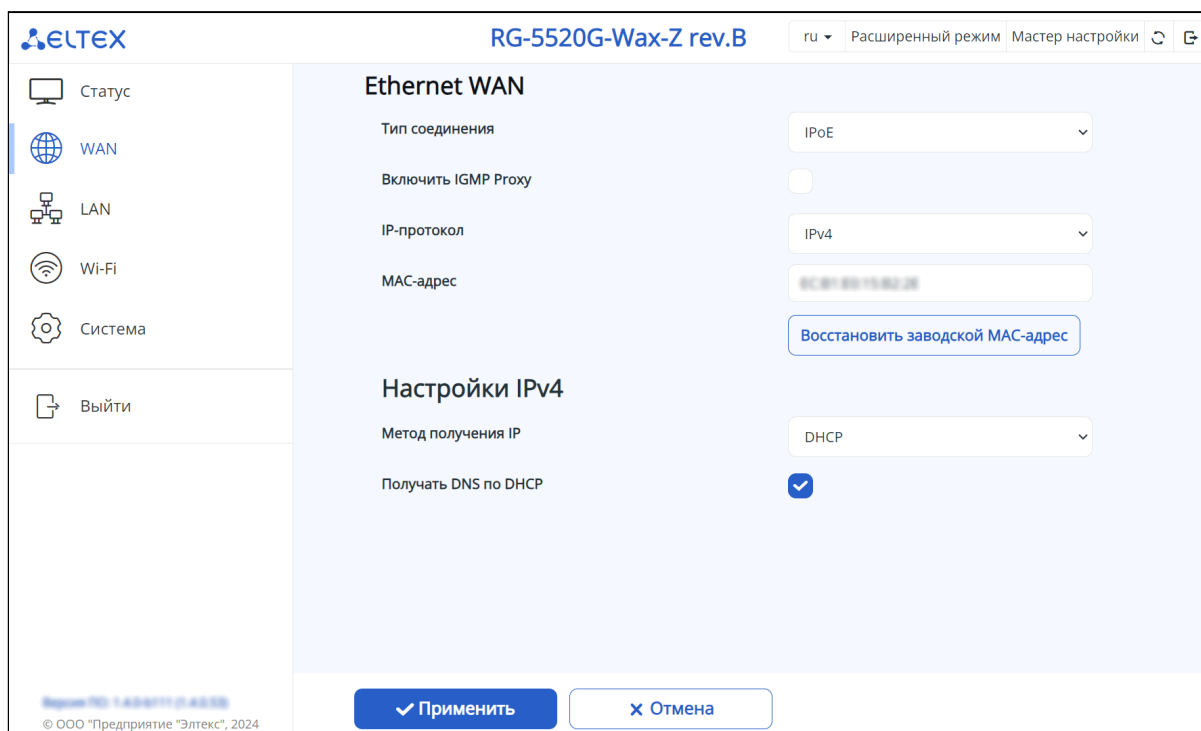 ELTEX
RG-5520G-Wax-Z rev.B
ru
Расширенный режим
Мастер настройки
Статус
WAN
LAN
Wi-Fi
Система
Выйти
Ethernet WAN
Тип соединения
IPoE
Включить IGMP Proxy
IP-протокол
IPv4
MAC-адрес
Восстановить заводской MAC-адрес
Настройки IPv4
Метод получения IP
DHCP
Получать DNS по DHCP
© ООО "Предприятие "Элтекс", 2024
Применить
Отмена